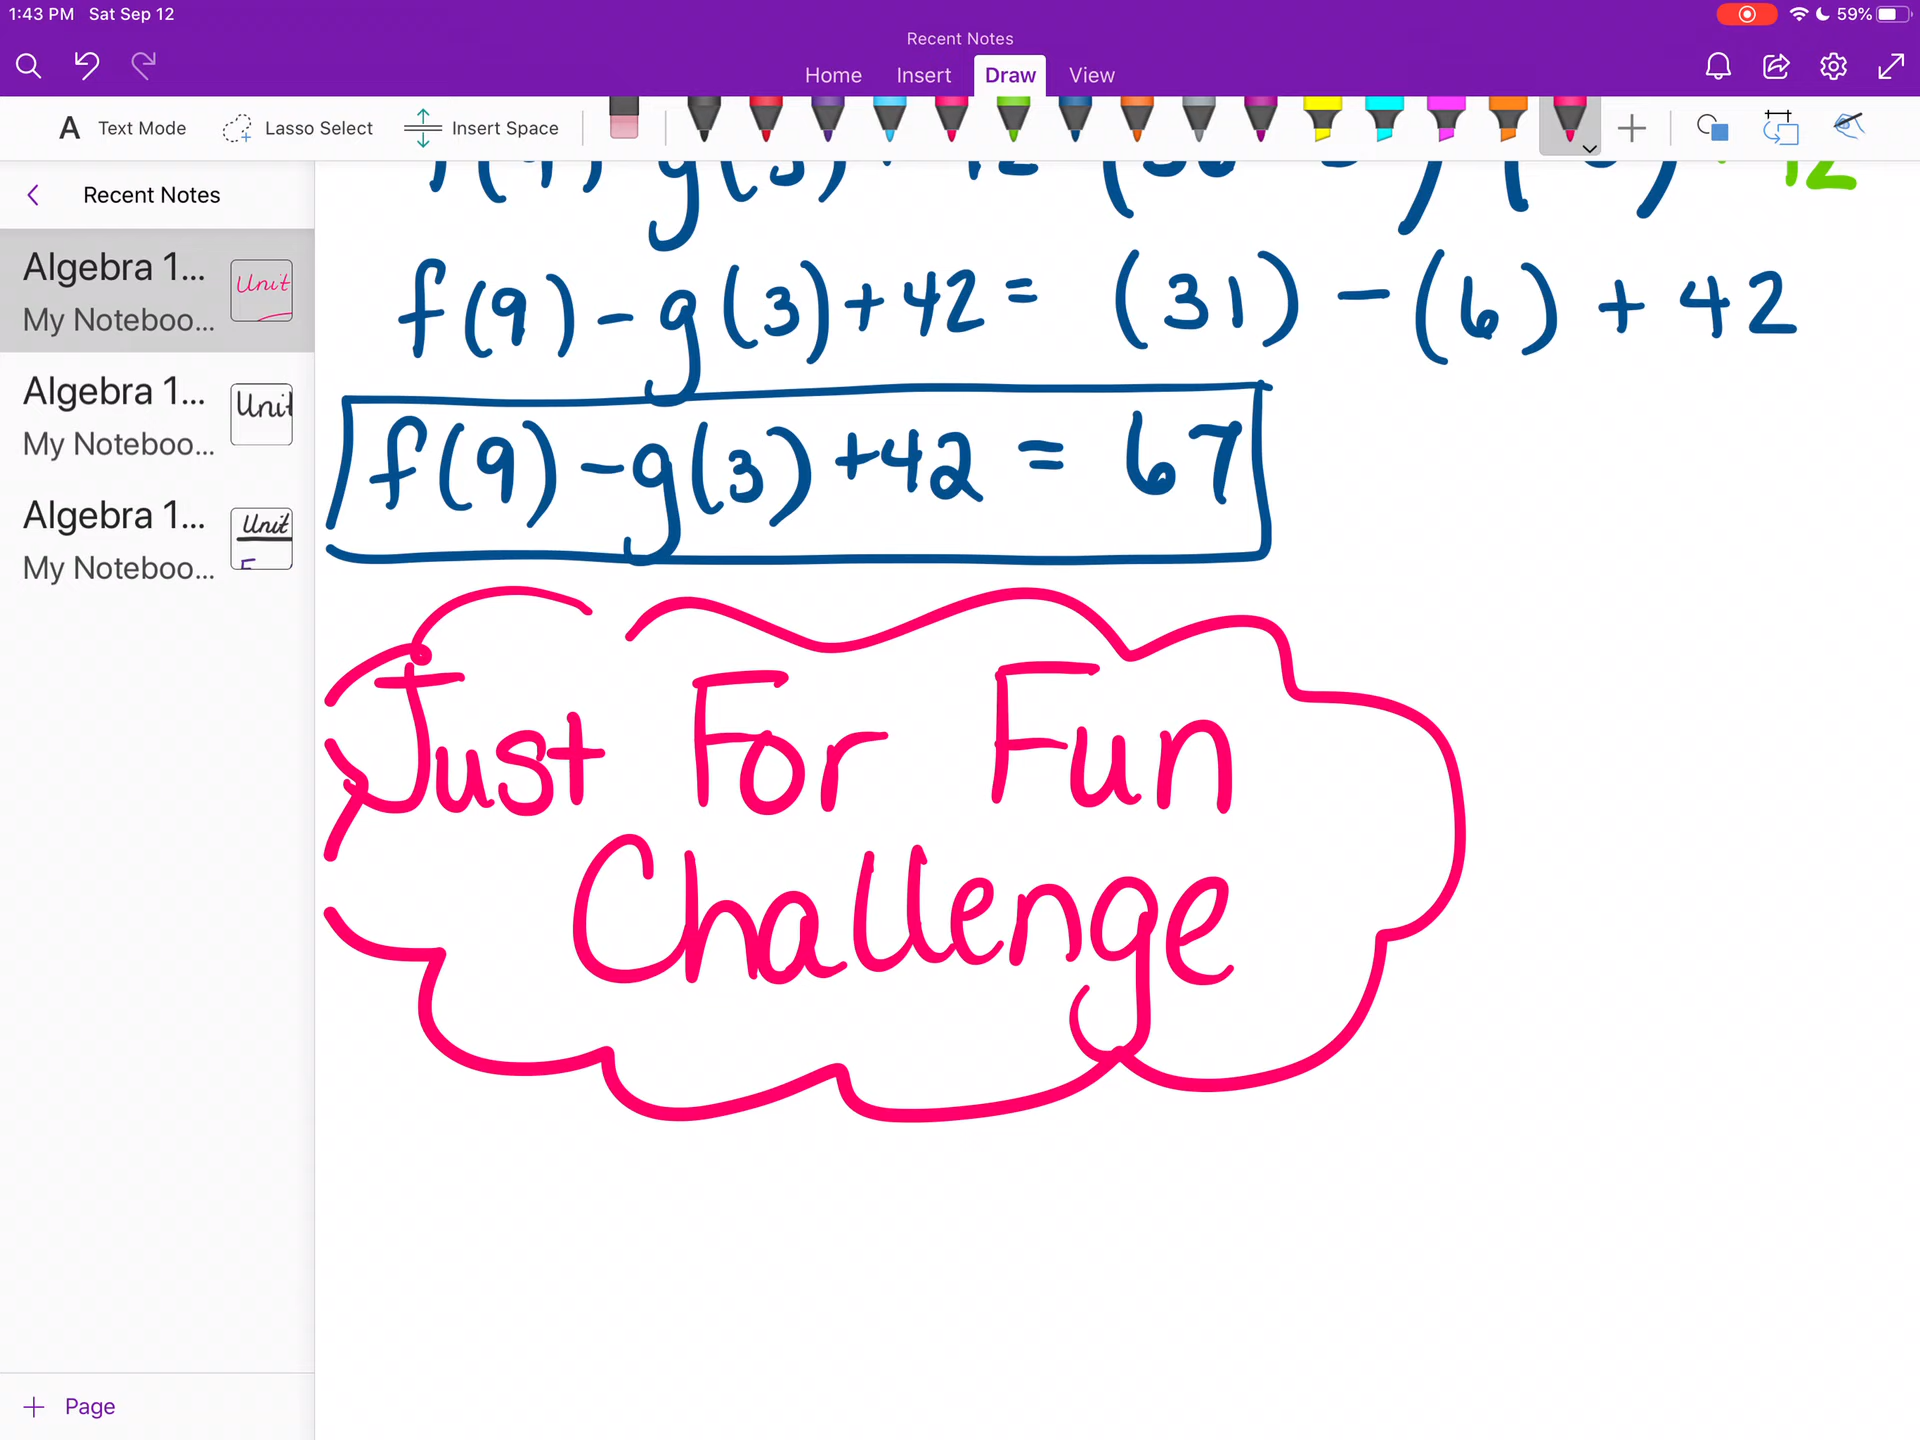 1:43 PM Sat Sep 12
59%
Recent Notes
Home Insert Draw View
A Text Mode Lasso Select Insert Space
Recent Notes
Algebra 1...
My Noteboo...
Unit
Algebra 1...
My Noteboo...
Unit
Algebra 1...
My Noteboo...
Unit
f(9) - g(3) + 42 = (31) - (6) + 42
f(9) - g(3) + 42 = 67
Just For Fun
Challenge
+ Page